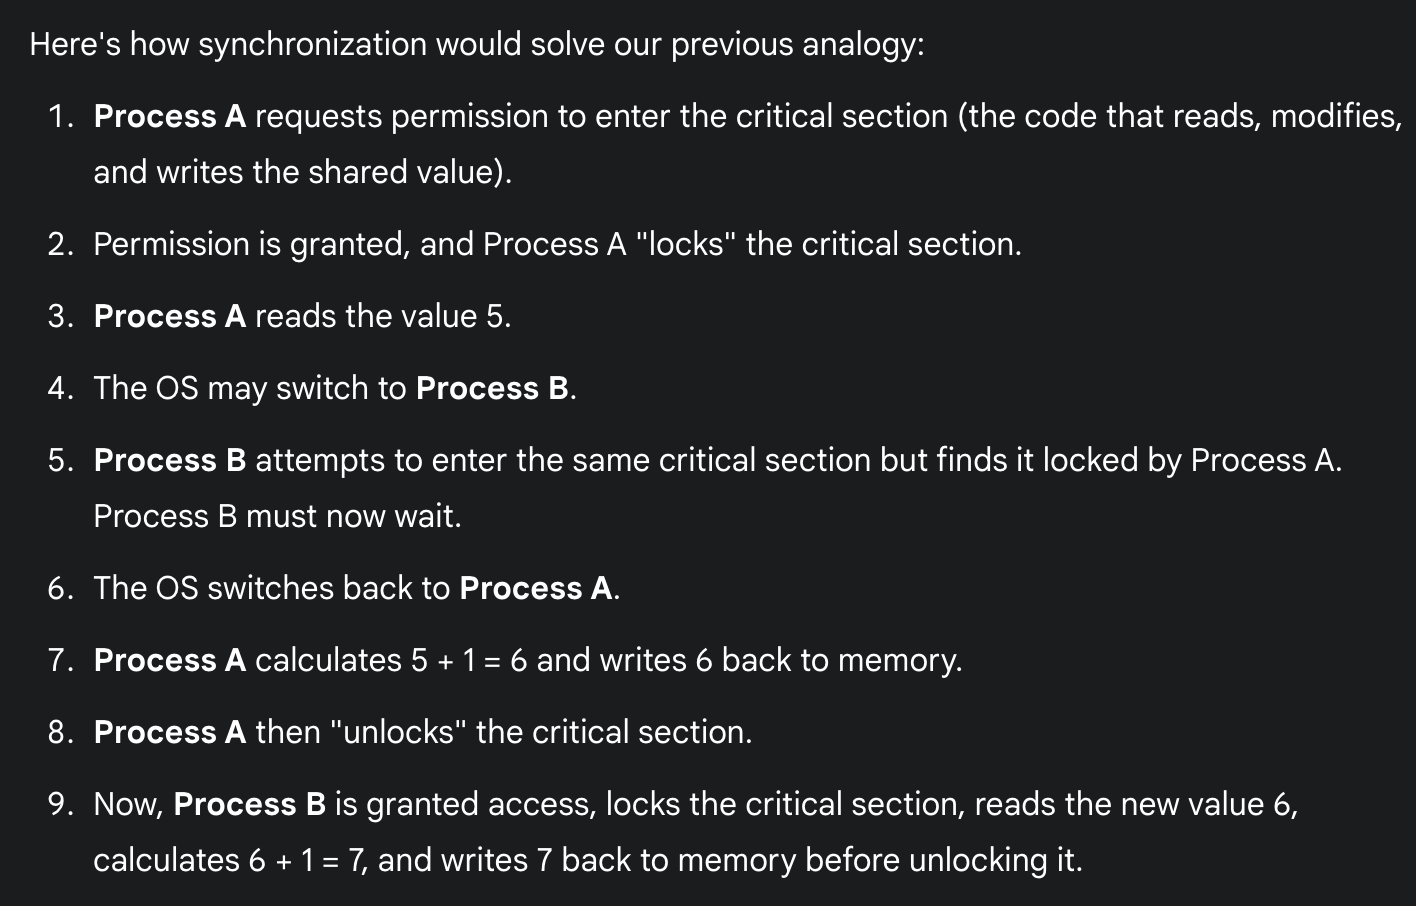 Here's how synchronization would solve our previous analogy:
1. Process A requests permission to enter the critical section (the code that reads, modifies,
and writes the shared value).
2. Permission is granted, and Process A "locks" the critical section.
3. Process A reads the value 5.
4. The OS may switch to Process B.
5. Process B attempts to enter the same critical section but finds it locked by Process A.
Process B must now wait.
6. The OS switches back to Process A.
7. Process A calculates 5 + 1 = 6 and writes 6 back to memory.
8. Process A then "unlocks" the critical section.
9. Now, Process B is granted access, locks the critical section, reads the new value 6,
calculates 6 + 1 = 7, and writes 7 back to memory before unlocking it.